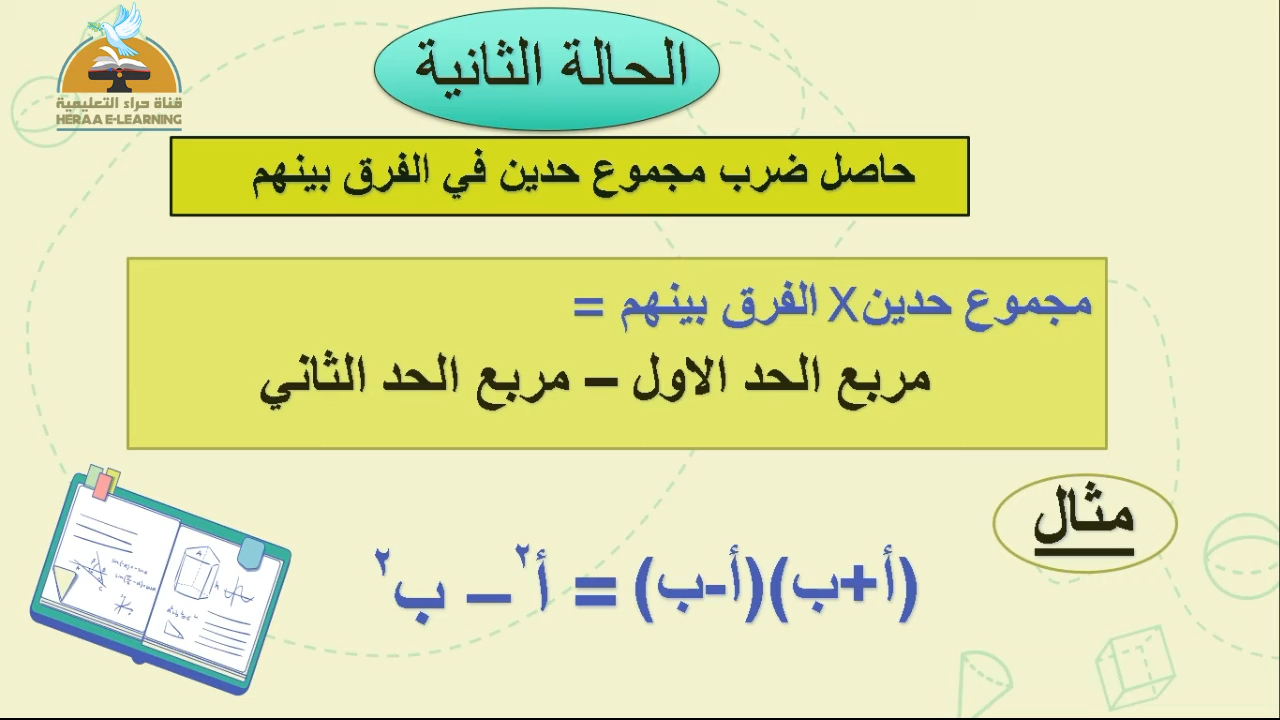 قناة حراء التعليمية
HERAA E-LEARNING
الحالة الثانية
حاصل ضرب مجموع حدين في الفرق بينهم
مجموع حدين X الفرق بينهم =
مربع الحد الاول – مربع الحد الثاني
مثال
(أ+ب)(أ-ب) = أ٢ – ب٢